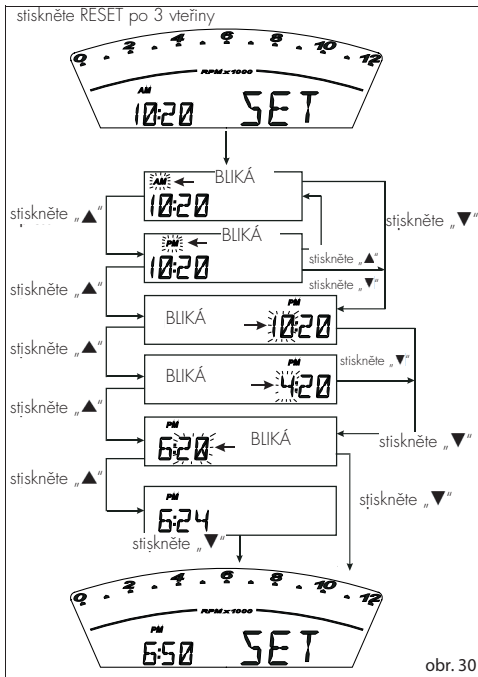 stiskněte RESET po 3 vteřiny
0 . 2 . 4 . 6 . 8 . 10 . 12
RPM x 1000
AM
10:20 SET
AM BLIKÁ
10:20
stiskněte „▲“
stiskněte „▼“
PM BLIKÁ
10:20
stiskněte „▲“
stiskněte „▼“
stiskněte „▲“
PM
BLIKÁ 10:20
stiskněte „▲“
PM
BLIKÁ 4:20
stiskněte „▼“
stiskněte „▲“
PM
6:20 BLIKÁ
stiskněte „▼“
stiskněte „▲“
PM
6:24
stiskněte „▼“
stiskněte „▼“
0 . 2 . 4 . 6 . 8 . 10 . 12
RPM x 1000
PM
6:50 SET
obr. 30